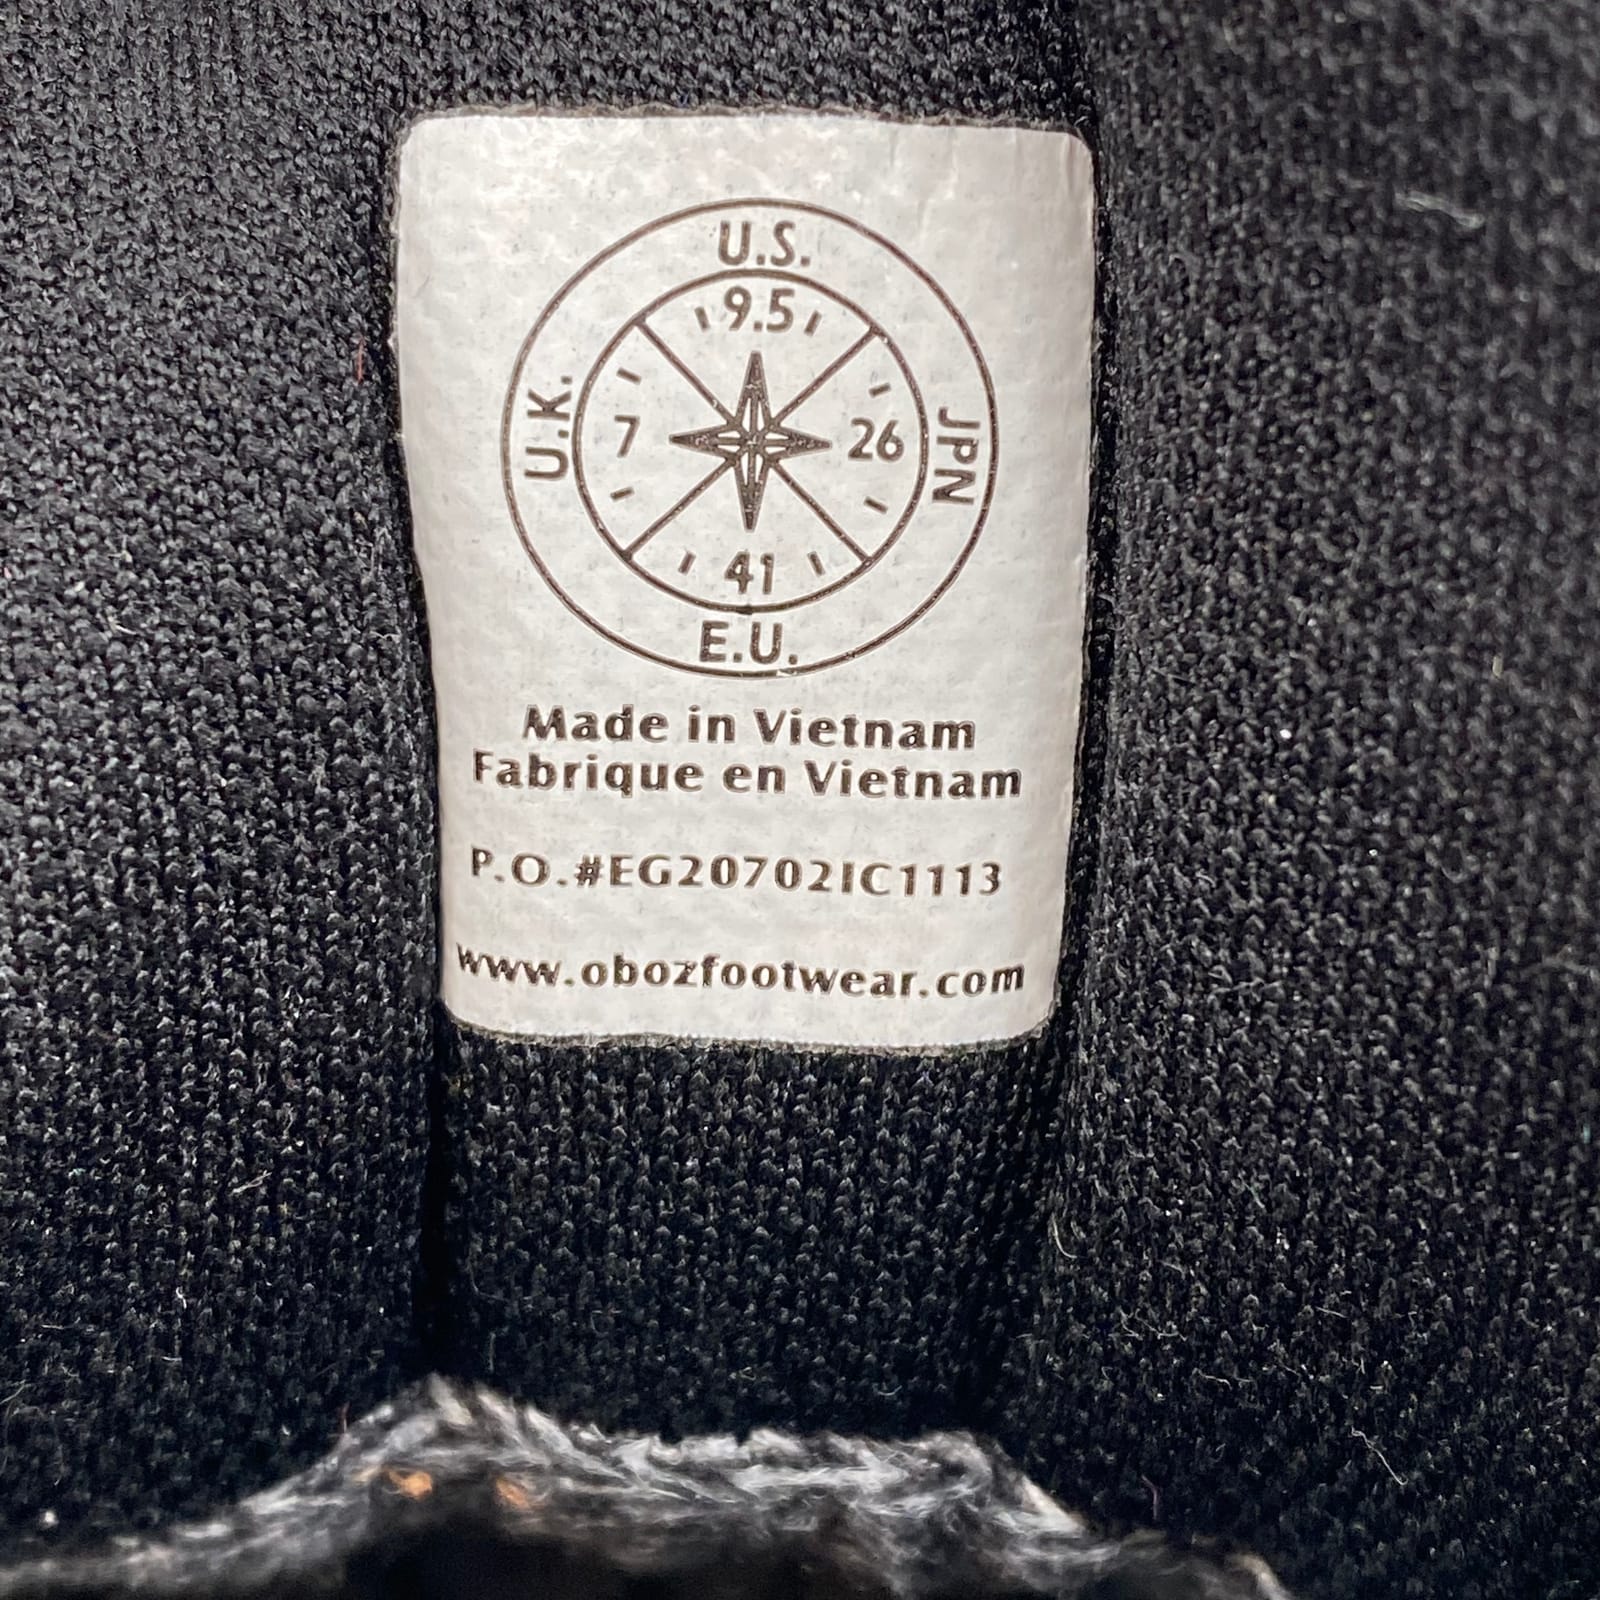 U.S.
9.5
U.K.
7
26
JPN
41
E.U.
Made in Vietnam
Fabrique en Vietnam
P.O.#EG20702IC1113
www.obozfootwear.com